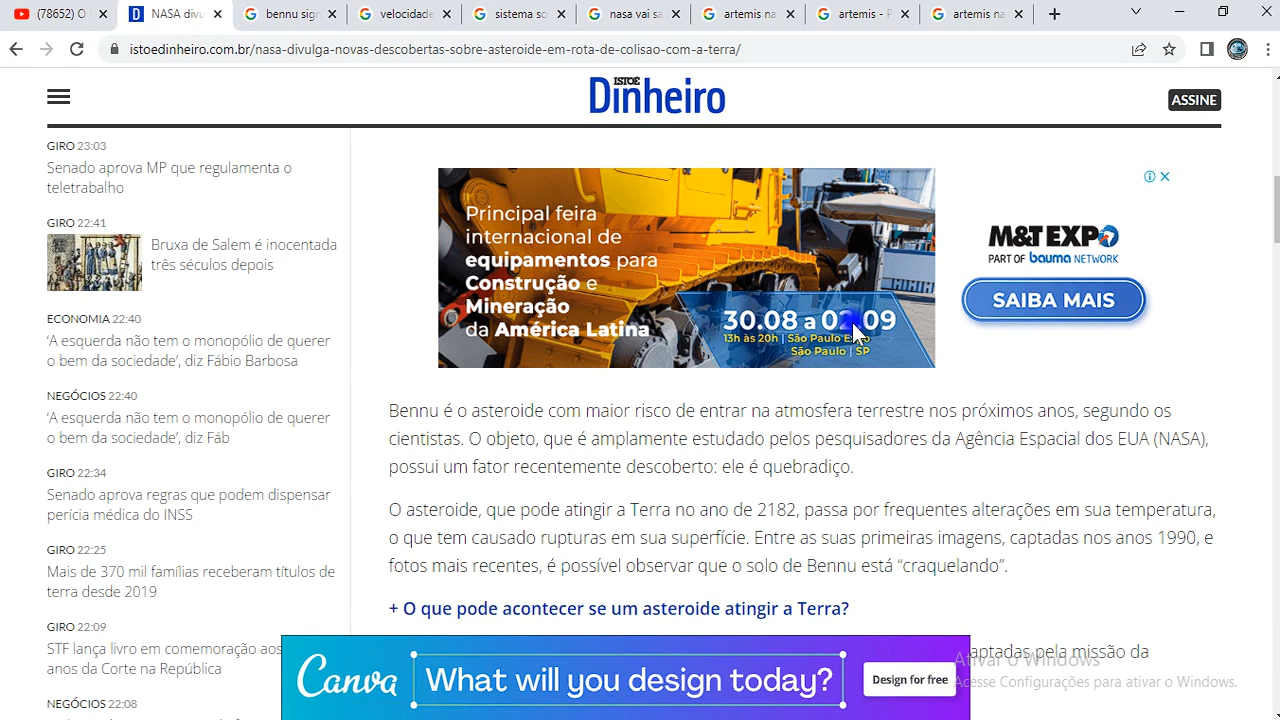 (78652) O
NASA divu
bennu sign
velocidade
sistema so
nasa vai sa
artemis na
artemis - P
artemis na
istoedinheiro.com.br/nasa-divulga-novas-descobertas-sobre-asteroide-em-rota-de-colisao-com-a-terra/
ISTOÉ
Dinheiro
ASSINE
GIRO 23:03
Senado aprova MP que regulamenta o
teletrabalho
GIRO 22:41
Bruxa de Salem é inocentada
três séculos depois
ECONOMIA 22:40
‘A esquerda não tem o monopólio de querer
o bem da sociedade’, diz Fábio Barbosa
NEGÓCIOS 22:40
‘A esquerda não tem o monopólio de querer
o bem da sociedade’, diz Fáb
GIRO 22:34
Senado aprova regras que podem dispensar
perícia médica do INSS
GIRO 22:25
Mais de 370 mil famílias receberam títulos de
terra desde 2019
GIRO 22:09
STF lança livro em comemoração aos
anos da Corte na República
NEGÓCIOS 22:08
Principal feira
internacional de
equipamentos para
Construção e
Mineração
da América Latina
30.08 a 02.09
13h às 20h | São Paulo Expo
São Paulo | SP
M&T EXPO
PART OF bauma NETWORK
SAIBA MAIS
Bennu é o asteroide com maior risco de entrar na atmosfera terrestre nos próximos anos, segundo os
cientistas. O objeto, que é amplamente estudado pelos pesquisadores da Agência Espacial dos EUA (NASA),
possui um fator recentemente descoberto: ele é quebradiço.
O asteroide, que pode atingir a Terra no ano de 2182, passa por frequentes alterações em sua temperatura,
o que tem causado rupturas em sua superfície. Entre as suas primeiras imagens, captadas nos anos 1990, e
fotos mais recentes, é possível observar que o solo de Bennu está “craquelando”.
+ O que pode acontecer se um asteroide atingir a Terra?
aptadas pela missão da
Canva
What will you design today?
Design for free
Ativar o Windows
Acesse Configurações para ativar o Windows.